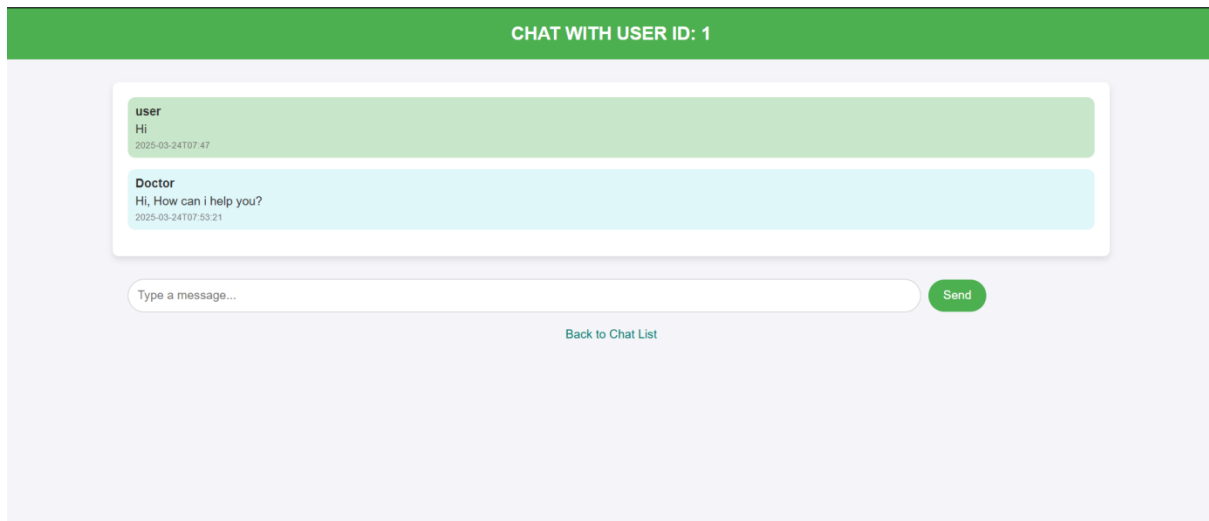 CHAT WITH USER ID: 1
user
Hi
2025-03-24T07:47
Doctor
Hi, How can i help you?
2025-03-24T07:53:21
Type a message...
Send
Back to Chat List